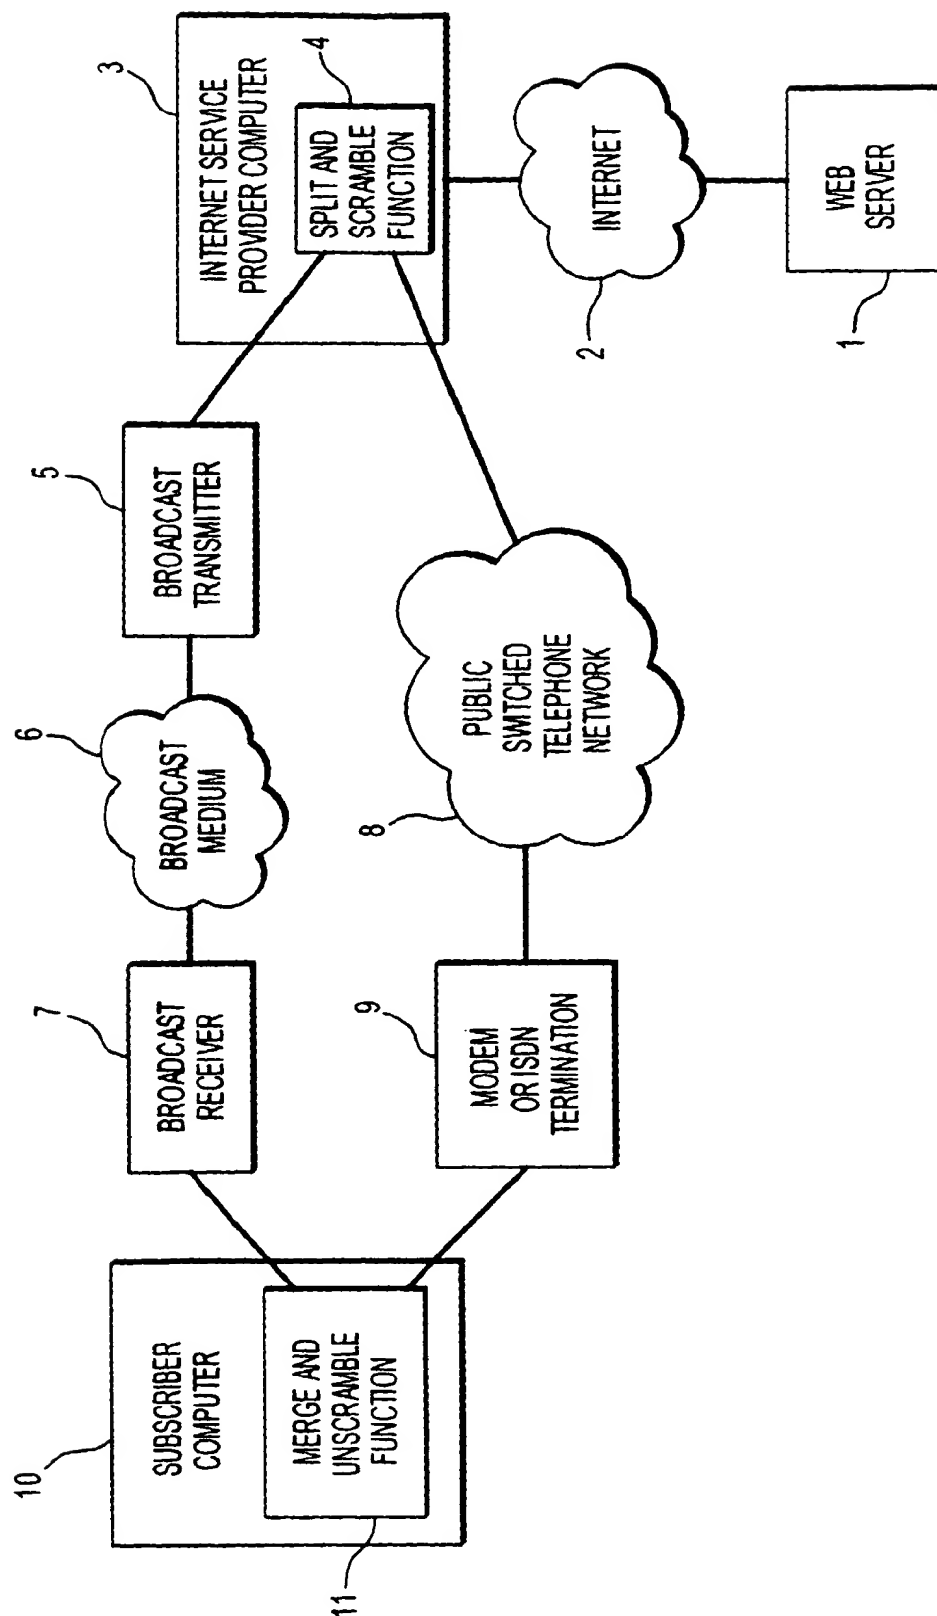 10
SUBSCRIBER
COMPUTER
MERGE AND
UNSCRAMBLE
FUNCTION
11
7
BROADCAST
RECEIVER
6
BROADCAST
MEDIUM
5
BROADCAST
TRANSMITTER
3
INTERNET SERVICE
PROVIDER COMPUTER
4
SPLIT AND
SCRAMBLE
FUNCTION
9
MODEM
OR ISDN
TERMINATION
8
PUBLIC
SWITCHED
TELEPHONE
NETWORK
2
INTERNET
1
WEB
SERVER